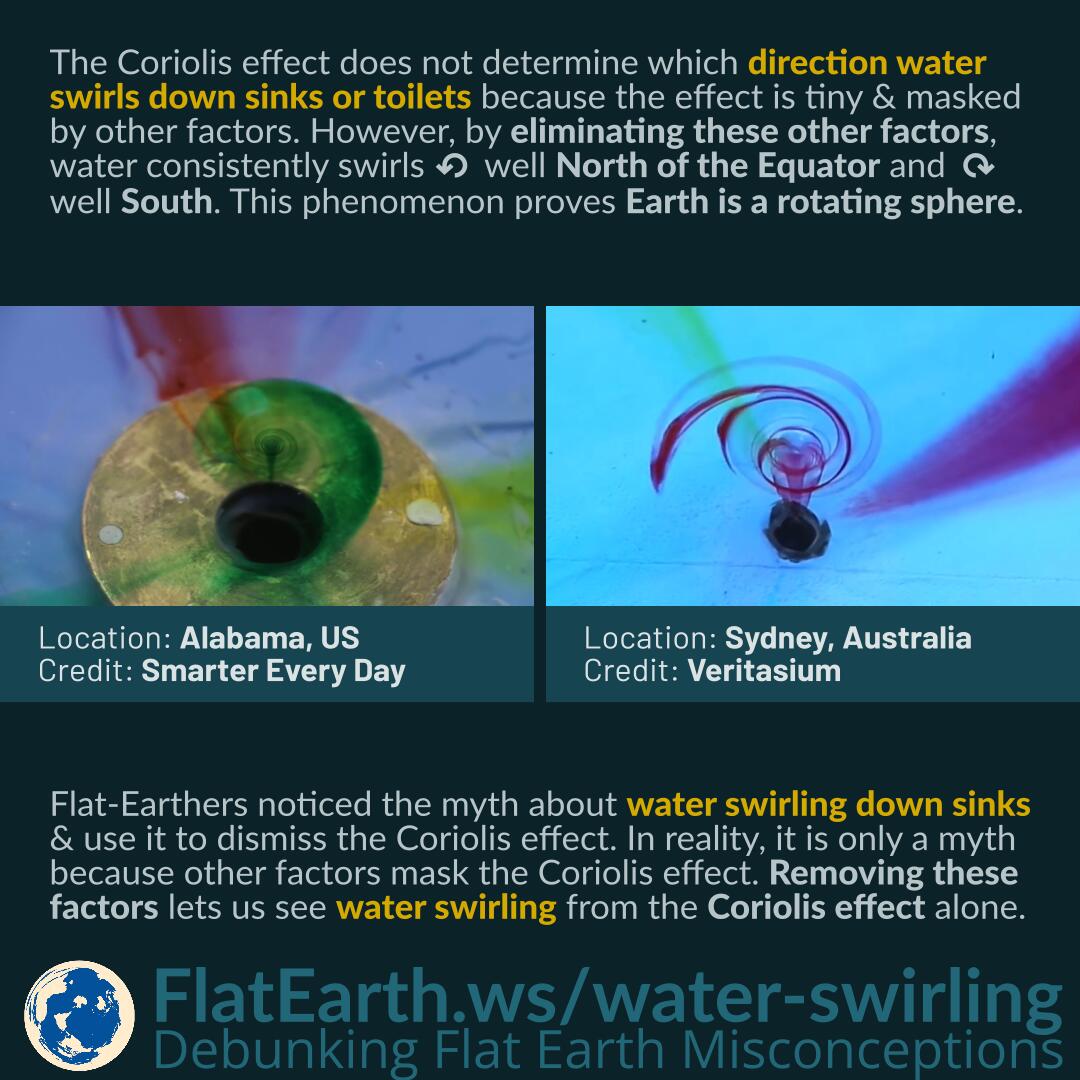 The Coriolis effect does not determine which direction water
swirls down sinks or toilets because the effect is tiny & masked
by other factors. However, by eliminating these other factors,
water consistently swirls ↶ well North of the Equator and ↷
well South. This phenomenon proves Earth is a rotating sphere.
Location: Alabama, US
Credit: Smarter Every Day
Location: Sydney, Australia
Credit: Veritasium
Flat-Earthers noticed the myth about water swirling down sinks
& use it to dismiss the Coriolis effect. In reality, it is only a myth
because other factors mask the Coriolis effect. Removing these
factors lets us see water swirling from the Coriolis effect alone.
FlatEarth.ws/water-swirling
Debunking Flat Earth Misconceptions